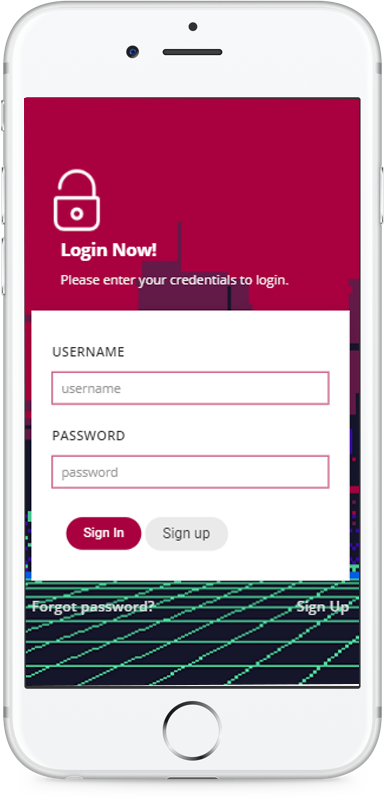 Login Now!
Please enter your credentials to login.
USERNAME
username
PASSWORD
password
Sign In Sign up
Forgot password? Sign Up